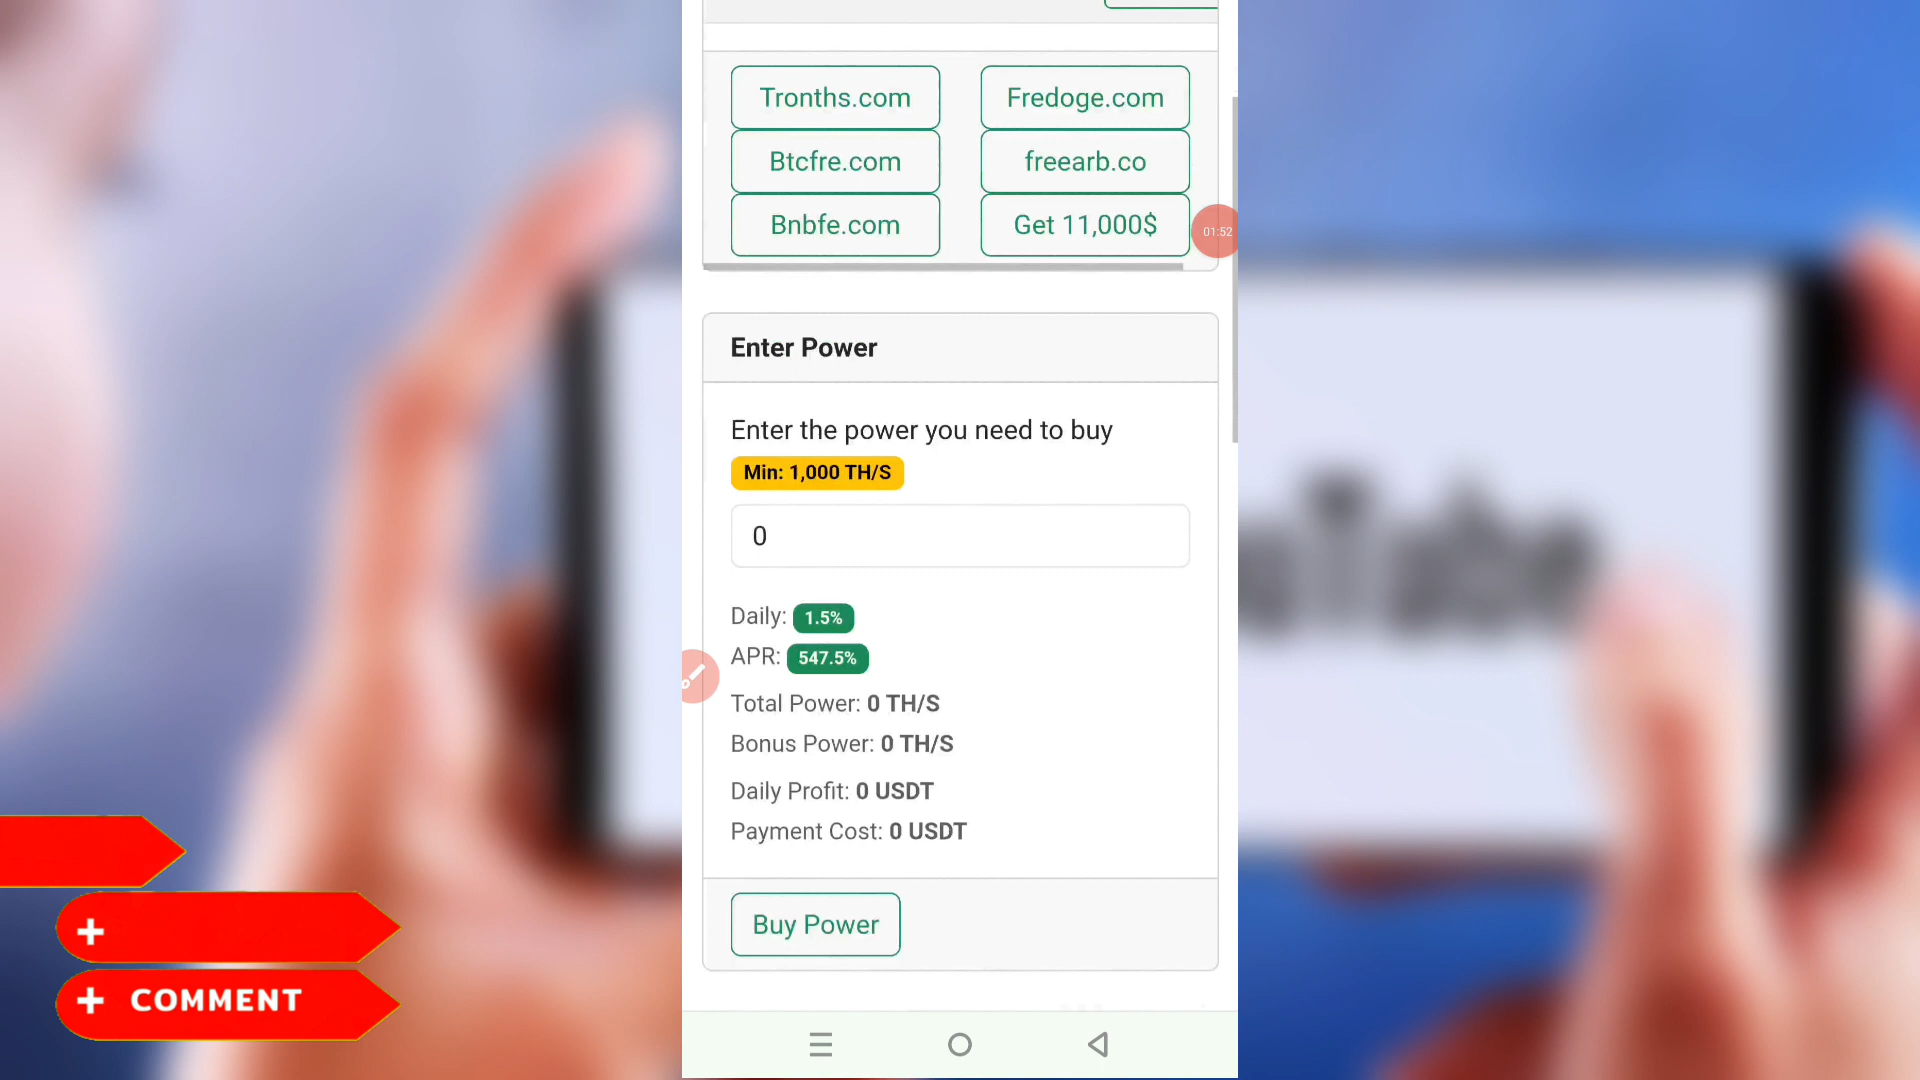 Tronths.com Fredoge.com
Btcfre.com freearb.co
Bnbfe.com Get 11,000$
01:52
Enter Power
Enter the power you need to buy
Min: 1,000 TH/S
0
Daily: 1.5%
APR: 547.5%
Total Power: 0 TH/S
Bonus Power: 0 TH/S
Daily Profit: 0 USDT
Payment Cost: 0 USDT
Buy Power
+
+ COMMENT